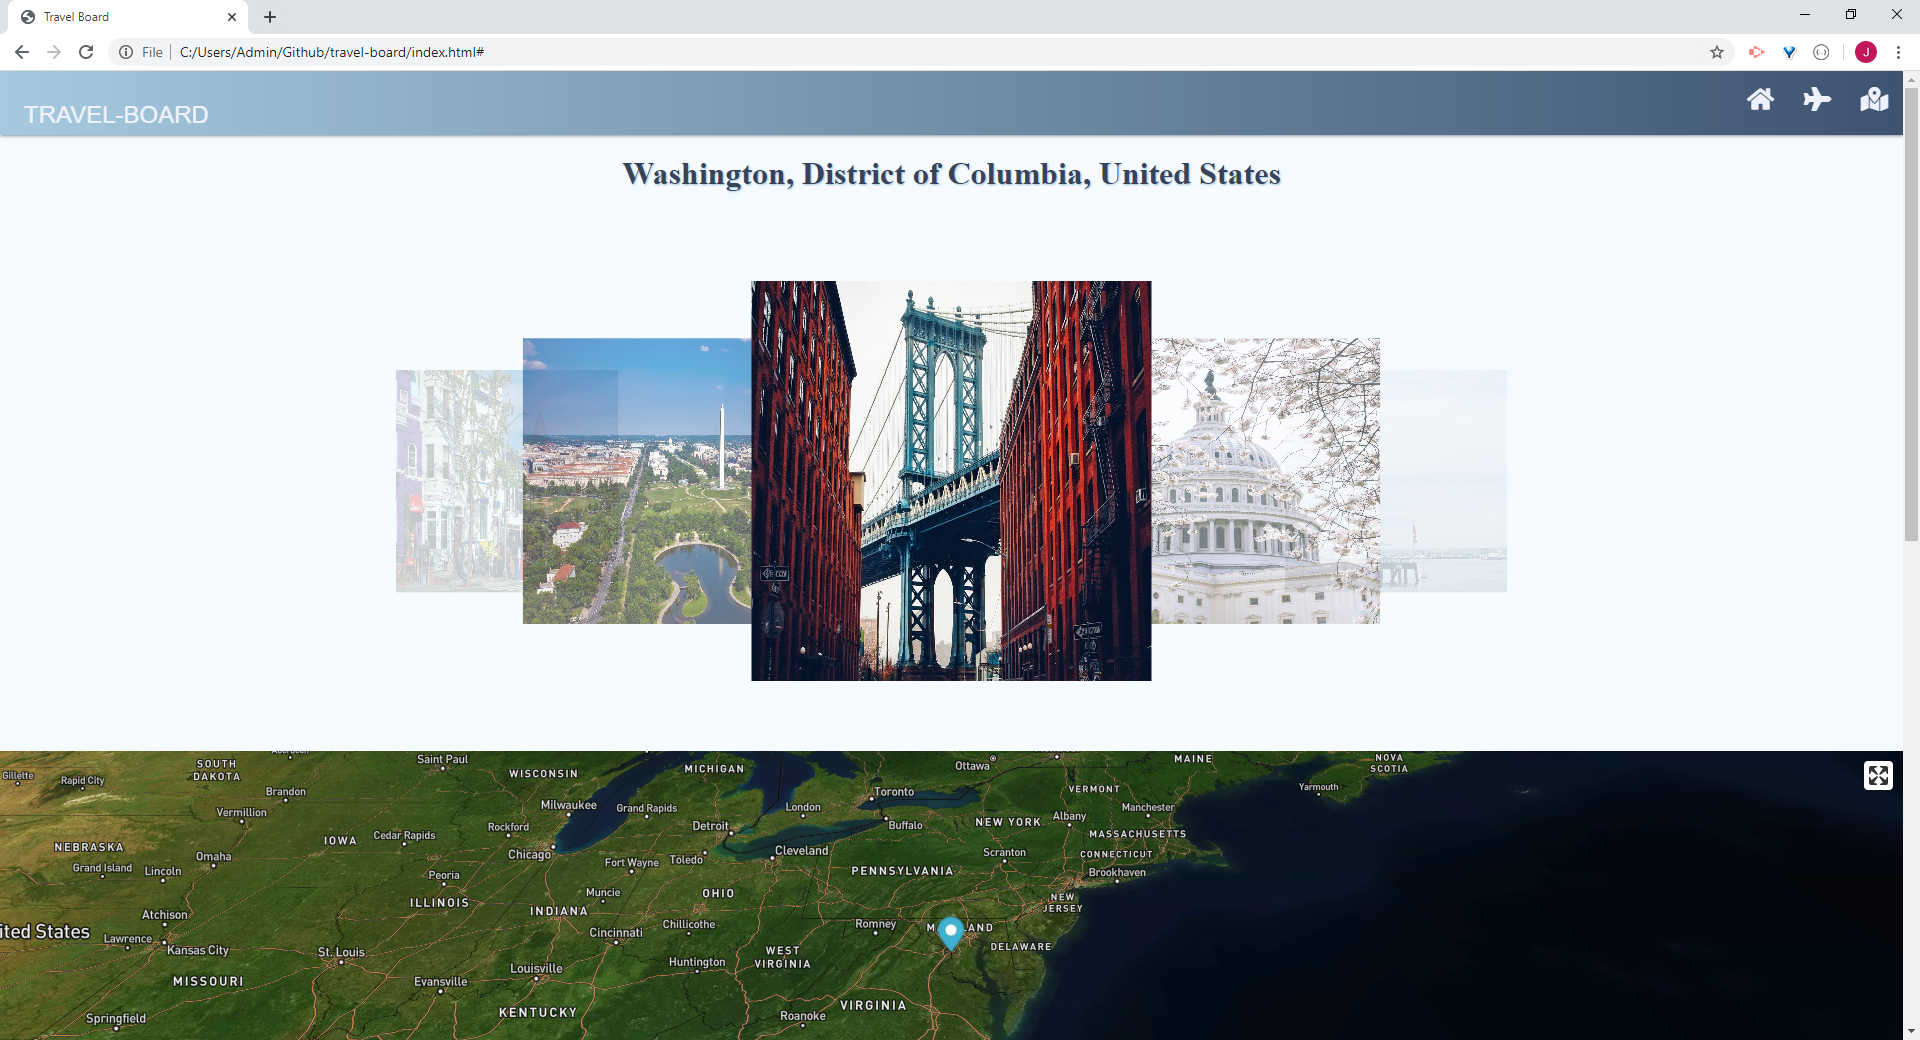 Travel Board
File
C:/Users/Admin/Github/travel-board/index.html#
J
TRAVEL-BOARD
Washington, District of Columbia, United States
Gillette
Rapid City
SOUTH
DAKOTA
Saint Paul
WISCONSIN
MICHIGAN
Ottawa
MAINE
NOVA
SCOTIA
Brandon
Vermillion
Milwaukee
Grand Rapids
London
Toronto
VERMONT
Manchester
Yarmouth
NEBRASKA
IOWA
Cedar Rapids
Rockford
Detroit
Buffalo
NEW YORK
Albany
MASSACHUSETTS
Grand Island
Lincoln
Omaha
Chicago
Fort Wayne
Toledo
Cleveland
Scranton
CONNECTICUT
Peoria
Muncie
OHIO
PENNSYLVANIA
Brookhaven
ILLINOIS
INDIANA
NEW
JERSEY
Atchison
Chillicothe
Romney
ited States
Lawrence
Kansas City
St. Louis
Cincinnati
DELAWARE
MISSOURI
Evansville
Louisville
Huntington
WEST
VIRGINIA
Springfield
KENTUCKY
Roanoke
VIRGINIA